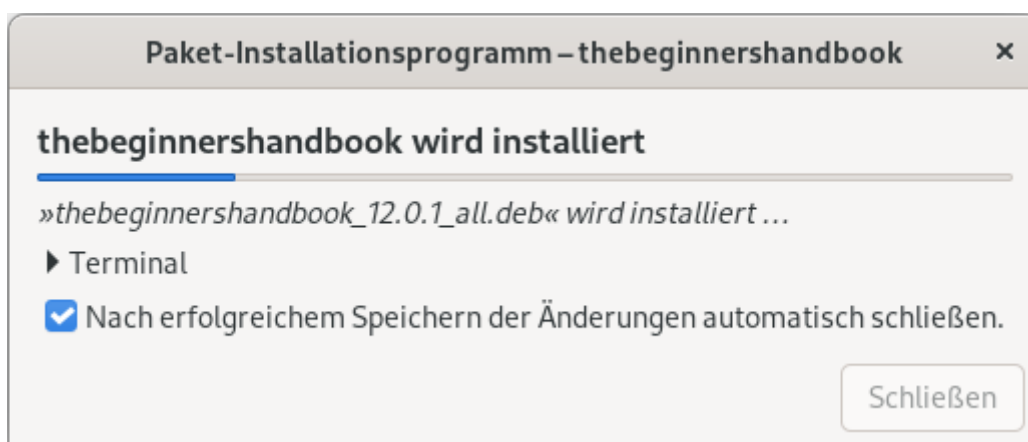 Paket-Installationsprogramm – thebeginnershandbook
thebeginnershandbook wird installiert
»thebeginnershandbook_12.0.1_all.deb« wird installiert …
Terminal
Nach erfolgreichem Speichern der Änderungen automatisch schließen.
Schließen